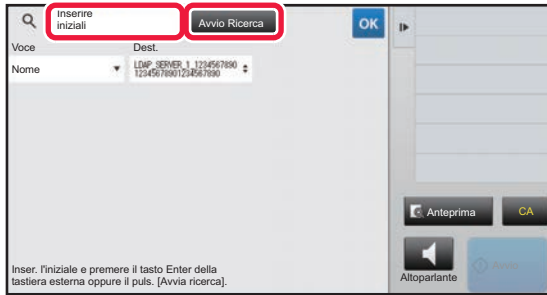 Inserire
iniziali
Avvio Ricerca
OK
Voce
Dest.
Nome
LDAP_SERVER_1_1234567890
12345678901234567890
Anteprima
CA
Altoparlante
Inser. l'iniziale e premere il tasto Enter della
tastiera esterna oppure il puls. [Avvia ricerca].